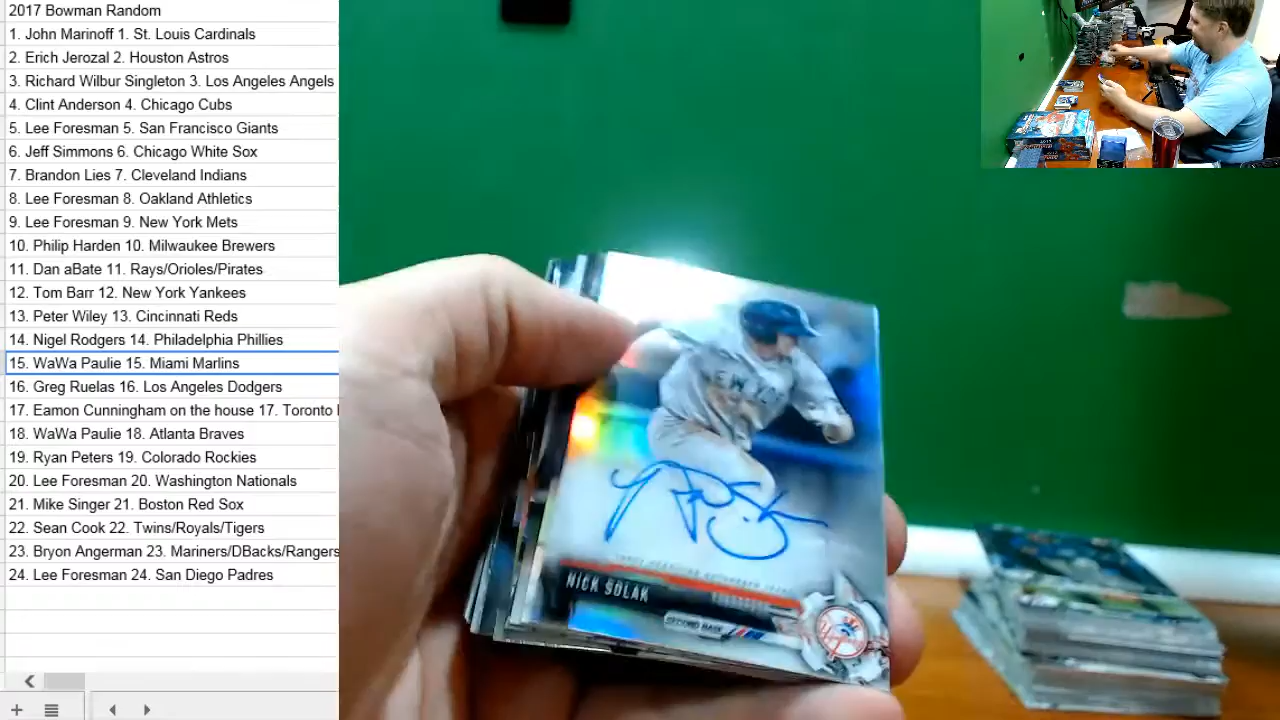 2017 Bowman Random
1. John Marinoff 1. St. Louis Cardinals
2. Erich Jerozal 2. Houston Astros
3. Richard Wilbur Singleton 3. Los Angeles Angels
4. Clint Anderson 4. Chicago Cubs
5. Lee Foresman 5. San Francisco Giants
6. Jeff Simmons 6. Chicago White Sox
7. Brandon Lies 7. Cleveland Indians
8. Lee Foresman 8. Oakland Athletics
9. Lee Foresman 9. New York Mets
10. Philip Harden 10. Milwaukee Brewers
11. Dan aBate 11. Rays/Orioles/Pirates
12. Tom Barr 12. New York Yankees
13. Peter Wiley 13. Cincinnati Reds
14. Nigel Rodgers 14. Philadelphia Phillies
15. WaWa Paulie 15. Miami Marlins
16. Greg Ruelas 16. Los Angeles Dodgers
17. Eamon Cunningham on the house 17. Toronto
18. WaWa Paulie 18. Atlanta Braves
19. Ryan Peters 19. Colorado Rockies
20. Lee Foresman 20. Washington Nationals
21. Mike Singer 21. Boston Red Sox
22. Sean Cook 22. Twins/Royals/Tigers
23. Bryon Angerman 23. Mariners/DBacks/Rangers
24. Lee Foresman 24. San Diego Padres
NEW YORK
NICK SOLAK
SECOND BASE